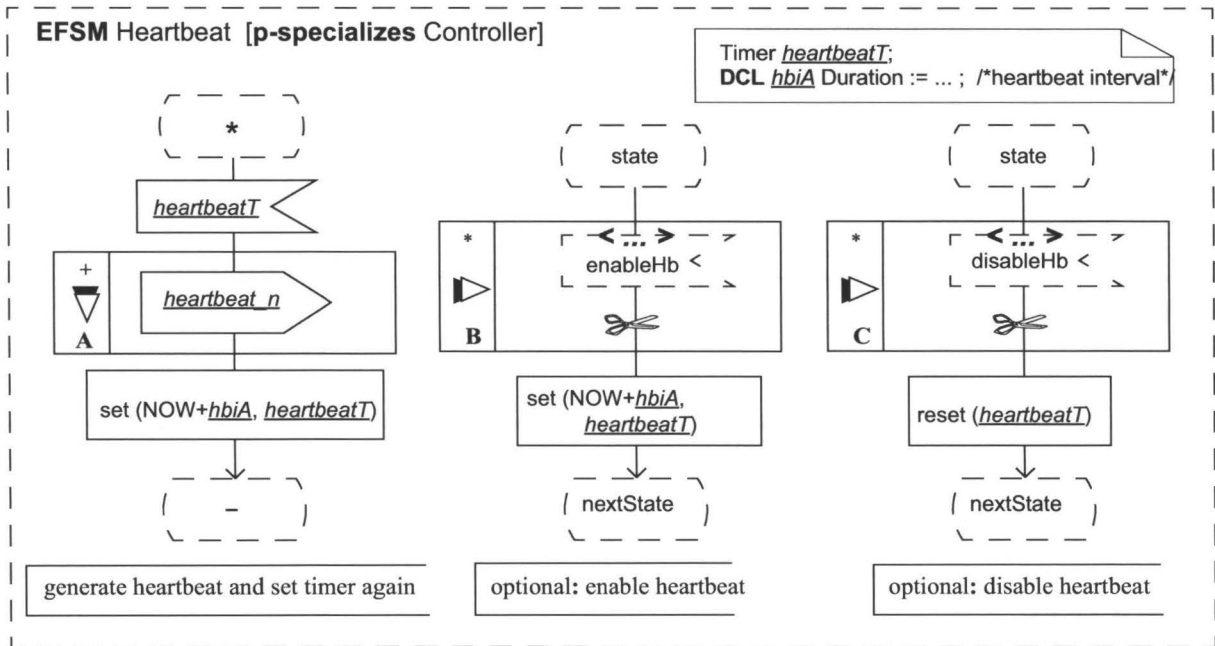 EFSM Heartbeat [p-specializes Controller]
Timer heartbeatT;
DCL hbiA Duration := ... ; /*heartbeat interval*/
*
heartbeatT
+
A
heartbeat_n
set (NOW+hbiA, heartbeatT)
–
generate heartbeat and set timer again
state
*
B
< ... >
enableHb <
set (NOW+hbiA,
heartbeatT)
nextState
optional: enable heartbeat
state
*
C
< ... >
disableHb <
reset (heartbeatT)
nextState
optional: disable heartbeat